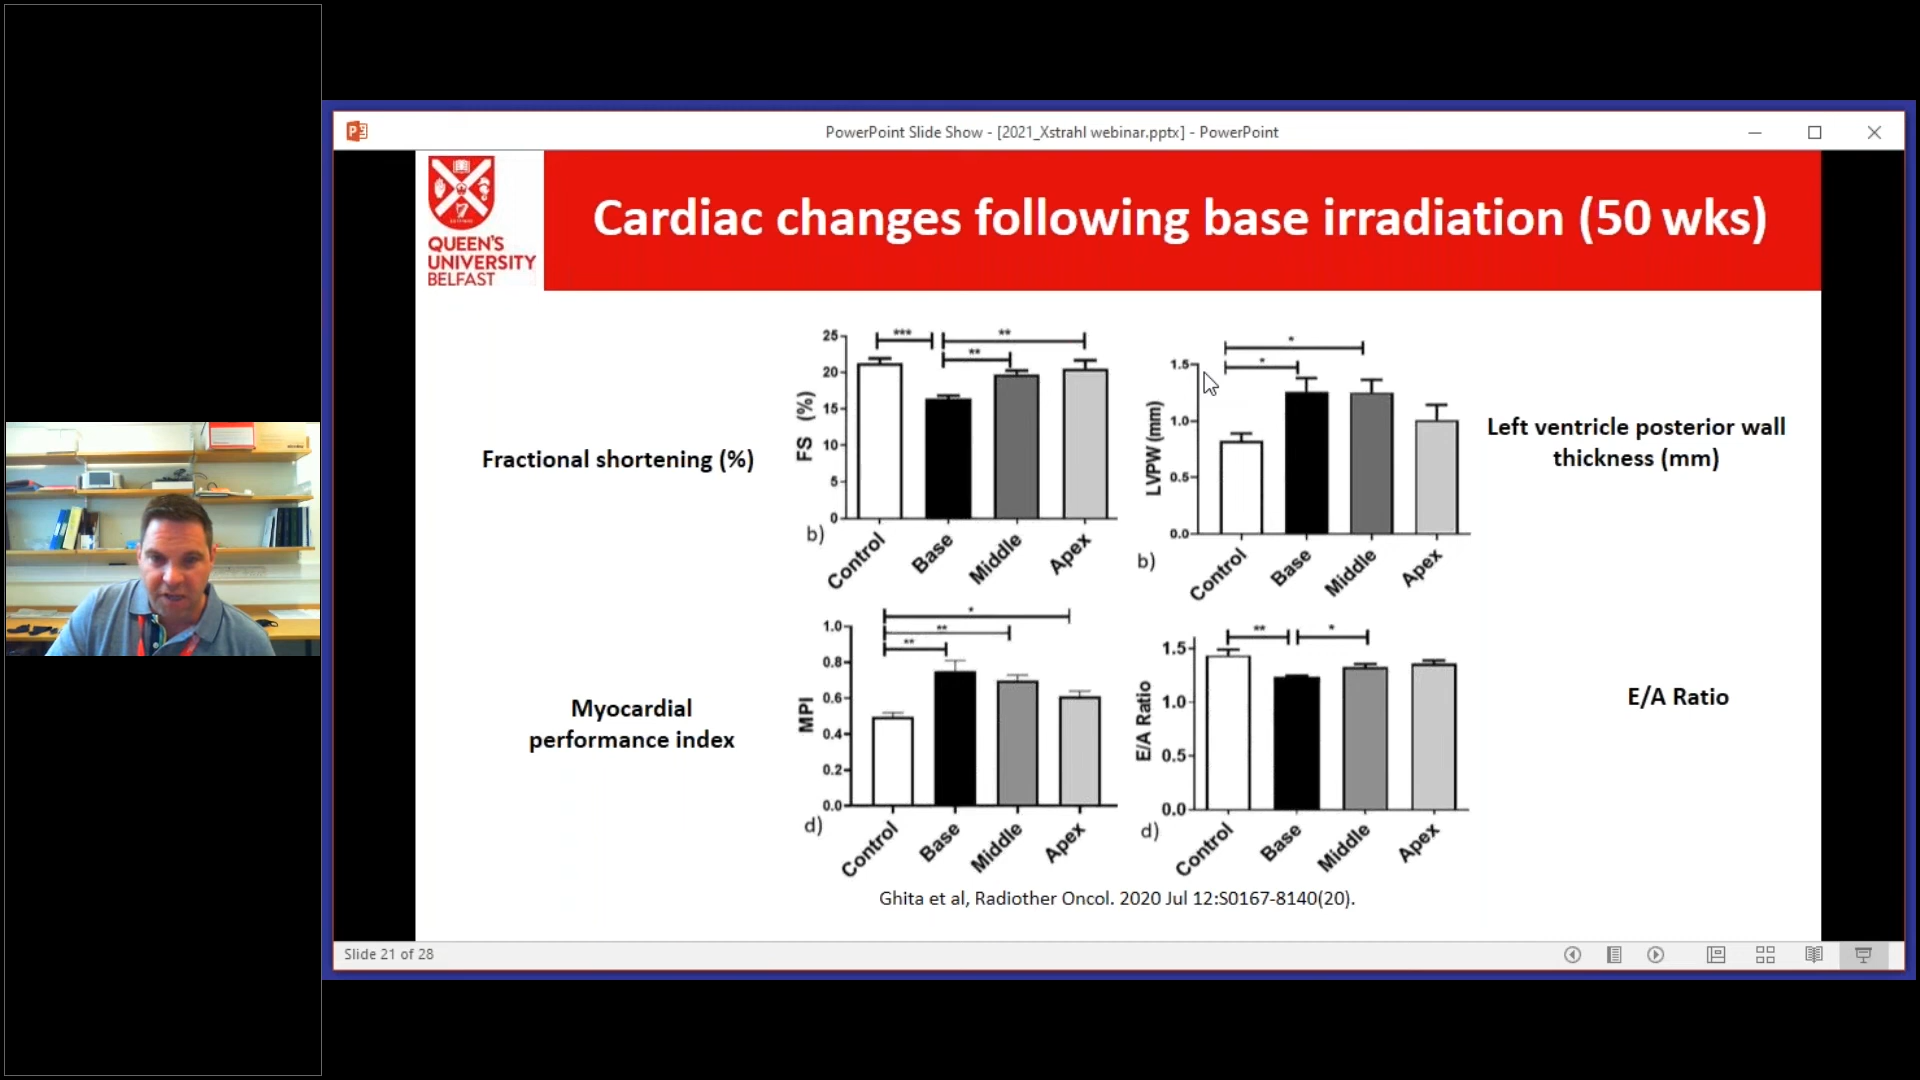 PowerPoint Slide Show - [2021_Xstrahl webinar.pptx] - PowerPoint
QUEEN'S
UNIVERSITY
BELFAST
Cardiac changes following base irradiation (50 wks)
Fractional shortening (%)
FS (%)
25
20
15
10
5
0
***
**
**
b)
Control
Base
Middle
Apex
LVPW (mm)
1.5
1.0
0.5
0.0
*
*
b)
Control
Base
Middle
Apex
Left ventricle posterior wall
thickness (mm)
Myocardial
performance index
MPI
1.0
0.8
0.6
0.4
0.2
0.0
*
**
**
d)
Control
Base
Middle
Apex
E/A Ratio
1.5
1.0
0.5
0.0
**
*
d)
Control
Base
Middle
Apex
E/A Ratio
Ghita et al, Radiother Oncol. 2020 Jul 12:S0167-8140(20).
Slide 21 of 28